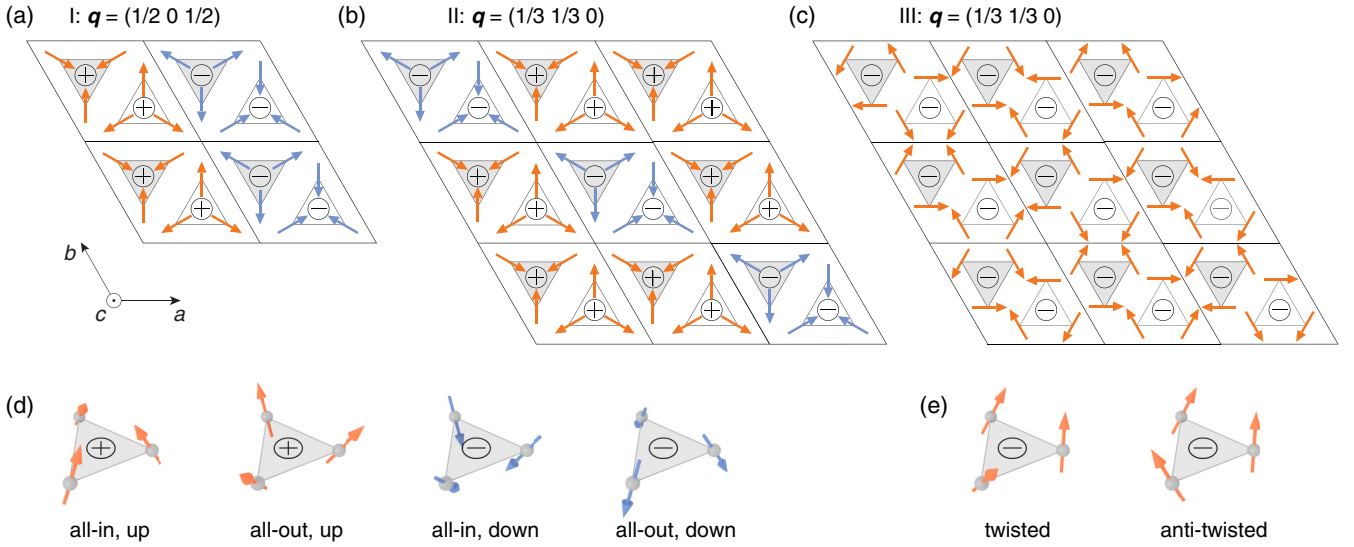 (a) I: q = (1/2 0 1/2) (b) II: q = (1/3 1/3 0) (c) III: q = (1/3 1/3 0)
+ − − + + − − −
+ − + + − − − −
+ − − + + − − −
+ − + + − − − −
b
c a
+ + − − − −
+ + − − − −
(d) (e)
+ + − − − −
all-in, up all-out, up all-in, down all-out, down twisted anti-twisted